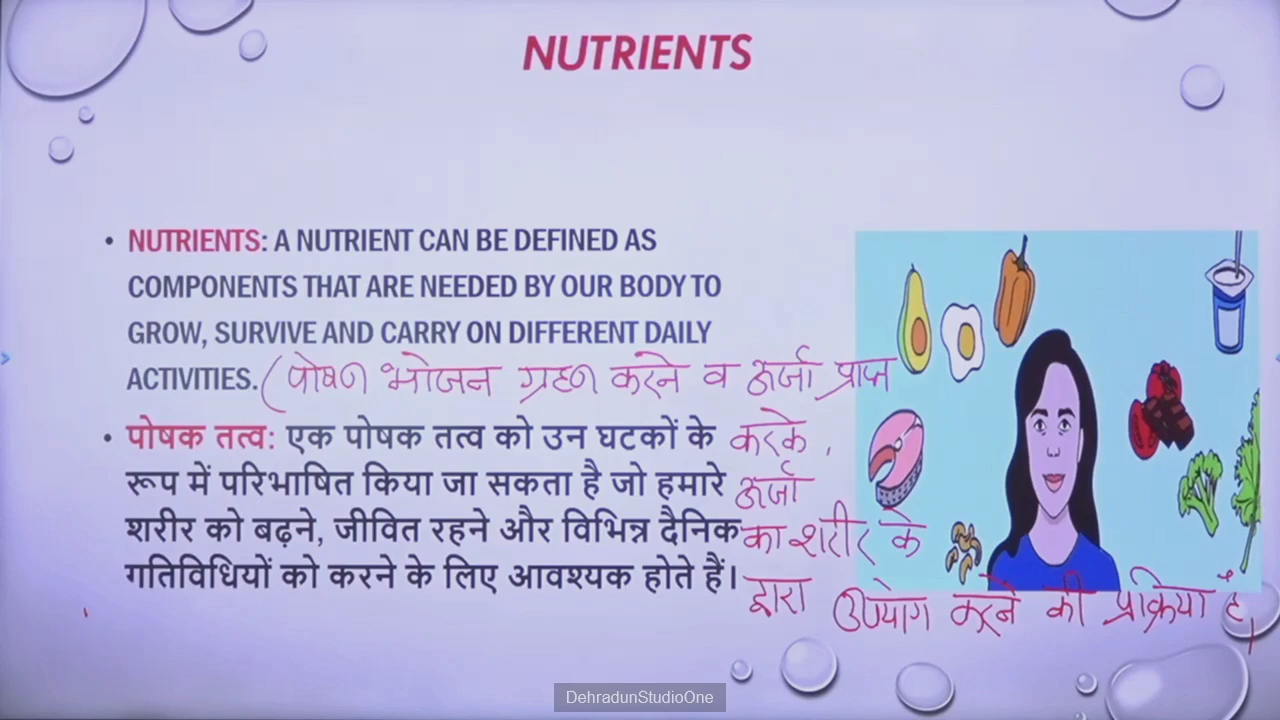 NUTRIENTS
• NUTRIENTS: A NUTRIENT CAN BE DEFINED AS
COMPONENTS THAT ARE NEEDED BY OUR BODY TO
GROW, SURVIVE AND CARRY ON DIFFERENT DAILY
ACTIVITIES. (पोषण भोजन ग्रहण करने व ऊर्जा प्राप्त
• पोषक तत्व: एक पोषक तत्व को उन घटकों के करके,
रूप में परिभाषित किया जा सकता है जो हमारे ऊर्जा
शरीर को बढ़ने, जीवित रहने और विभिन्न दैनिक का शरीर के
गतिविधियों को करने के लिए आवश्यक होते हैं। द्वारा उपयोग करने की प्रक्रिया है।
DehradunStudioOne